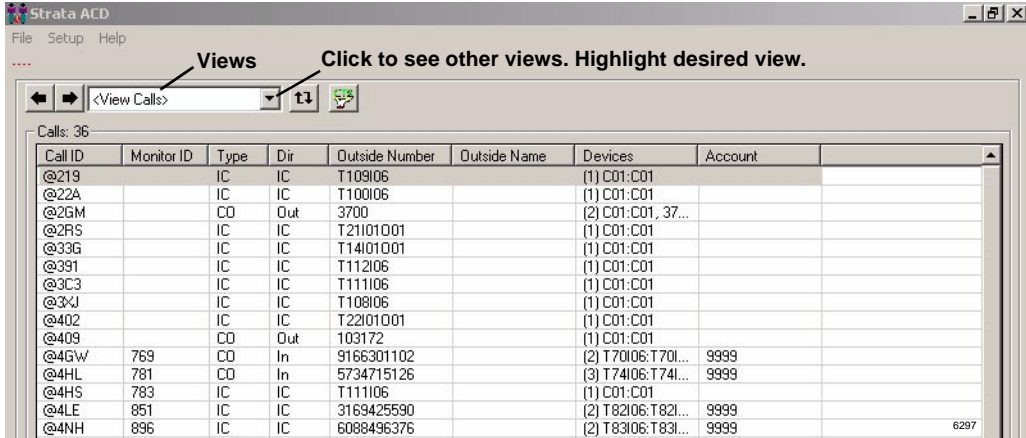 Strata ACD
File Setup Help
....
Views Click to see other views. Highlight desired view.
<View Calls> CTS
Calls: 36
Call ID Monitor ID Type Dir Outside Number Outside Name Devices Account
@219 IC IC T109I06 (1) C01:C01
@22A IC IC T100I06 (1) C01:C01
@2GM CO Out 3700 (2) C01:C01, 37...
@2RS IC IC T21I01O01 (1) C01:C01
@33G IC IC T14I01O01 (1) C01:C01
@391 IC IC T112I06 (1) C01:C01
@3C3 IC IC T111I06 (1) C01:C01
@3XJ IC IC T108I06 (1) C01:C01
@402 IC IC T22I01O01 (1) C01:C01
@409 CO Out 103172 (1) C01:C01
@4GW 769 CO In 9166301102 (2) T70I06:T70I... 9999
@4HL 781 CO In 5734715126 (3) T74I06:T74I... 9999
@4HS 783 IC IC T111I06 (1) C01:C01
@4LE 851 IC IC 3169425590 (2) T82I06:T82I... 9999
@4NH 896 IC IC 6088496376 (2) T83I06:T83I... 9999
6297